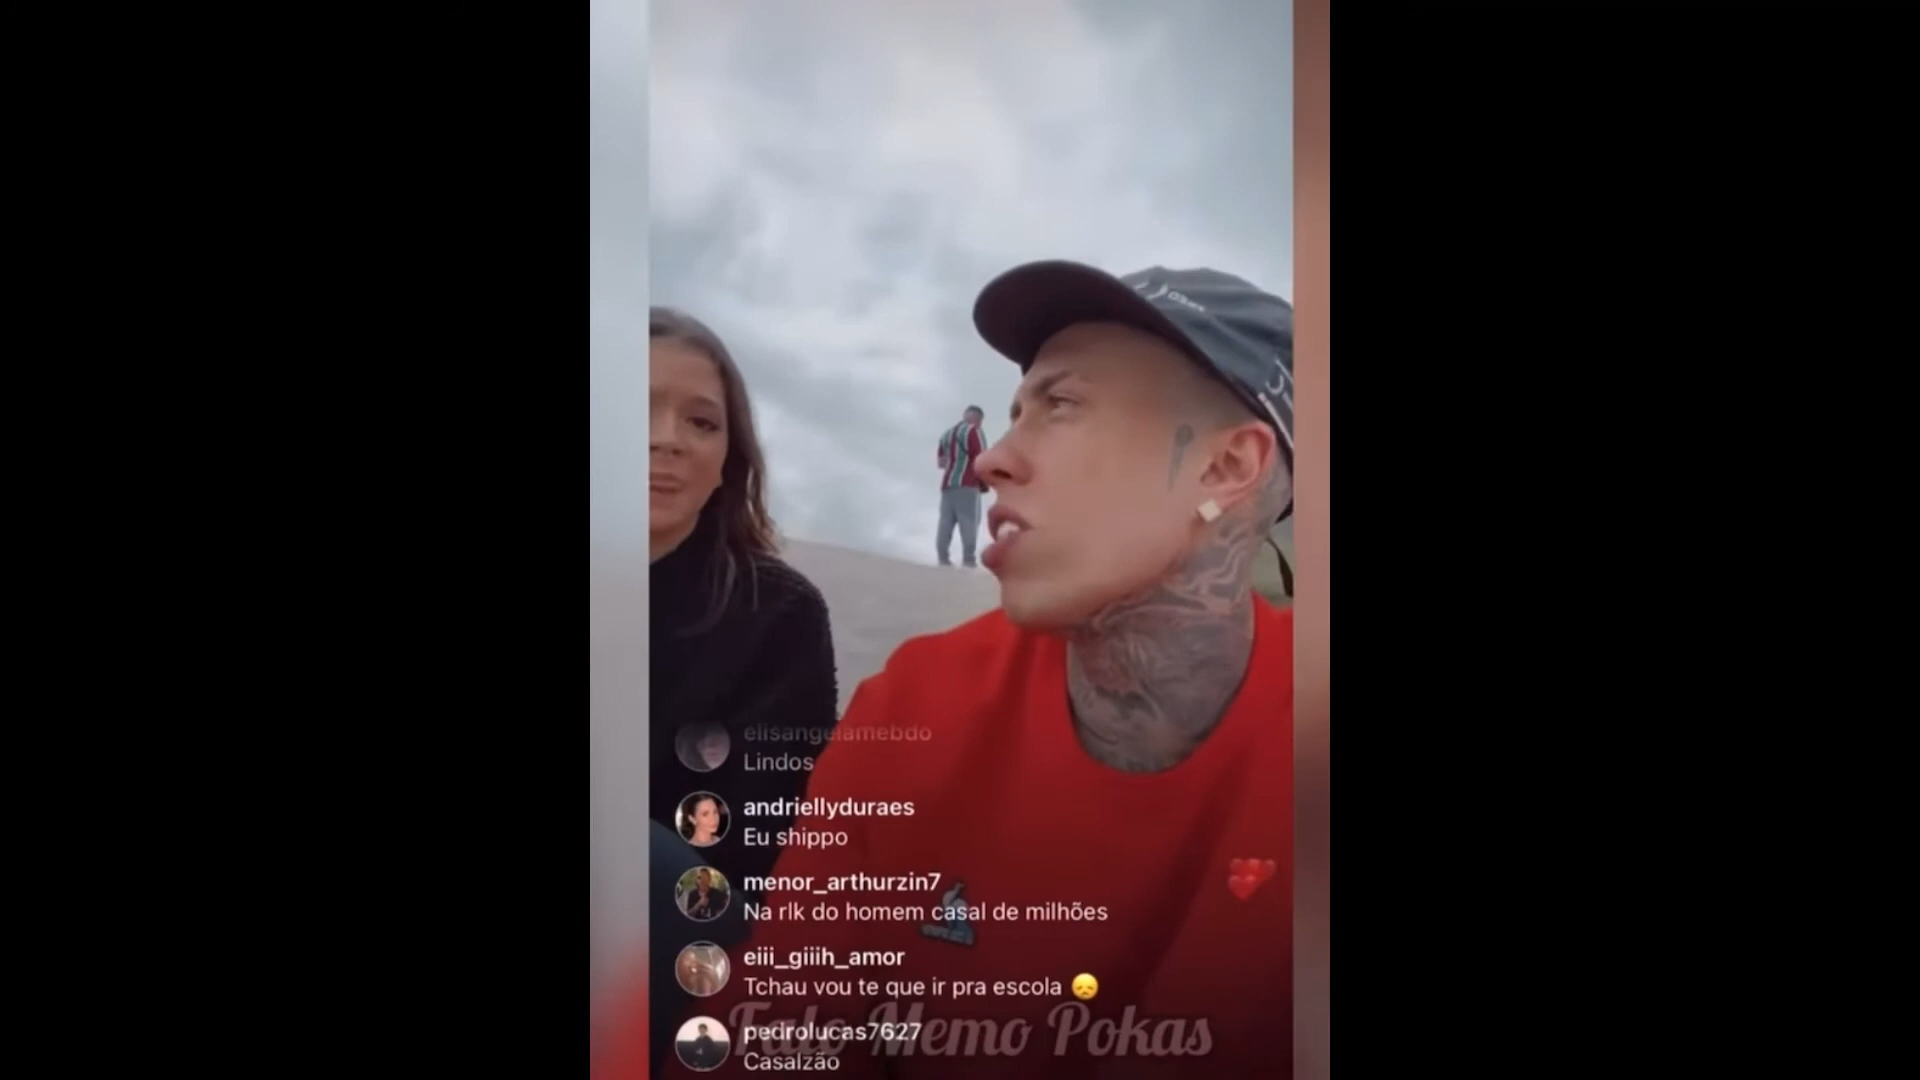 elisangelamebdo
Lindos
andriellyduraes
Eu shippo
menor_arthurzin7
Na rlk do homem casal de milhões
eiii_giiih_amor
Tchau vou te que ir pra escola 😞
pedrolucas7627
Falo Memo Pokas
Casalzão